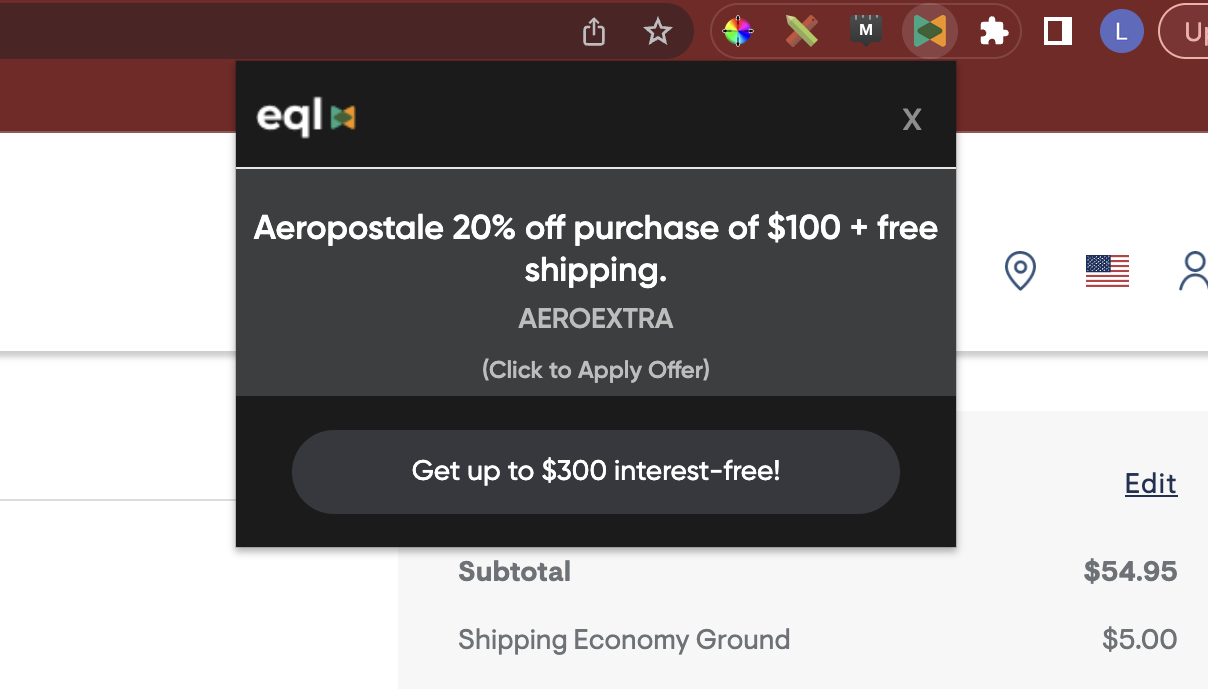 M
L
Up
eql
X
Aeropostale 20% off purchase of $100 + free
shipping.
AEROEXTRA
(Click to Apply Offer)
Get up to $300 interest-free!
Edit
Subtotal $54.95
Shipping Economy Ground $5.00